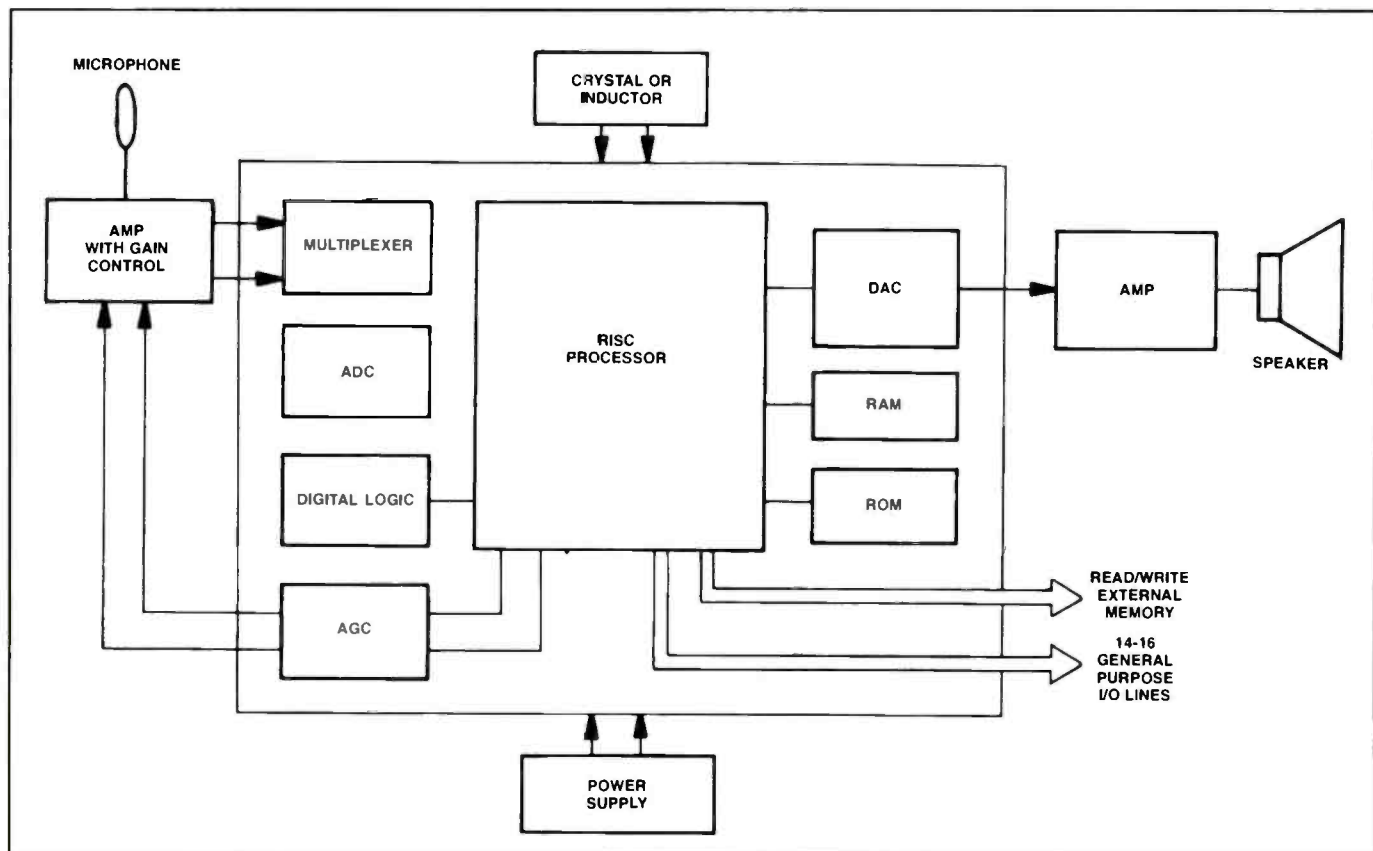 MICROPHONE
CRYSTAL OR
INDUCTOR
AMP
WITH GAIN
CONTROL
MULTIPLEXER
ADC
DIGITAL LOGIC
AGC
RISC
PROCESSOR
DAC
RAM
ROM
AMP
SPEAKER
READ/WRITE
EXTERNAL
MEMORY
14-16
GENERAL
PURPOSE
I/O LINES
POWER
SUPPLY